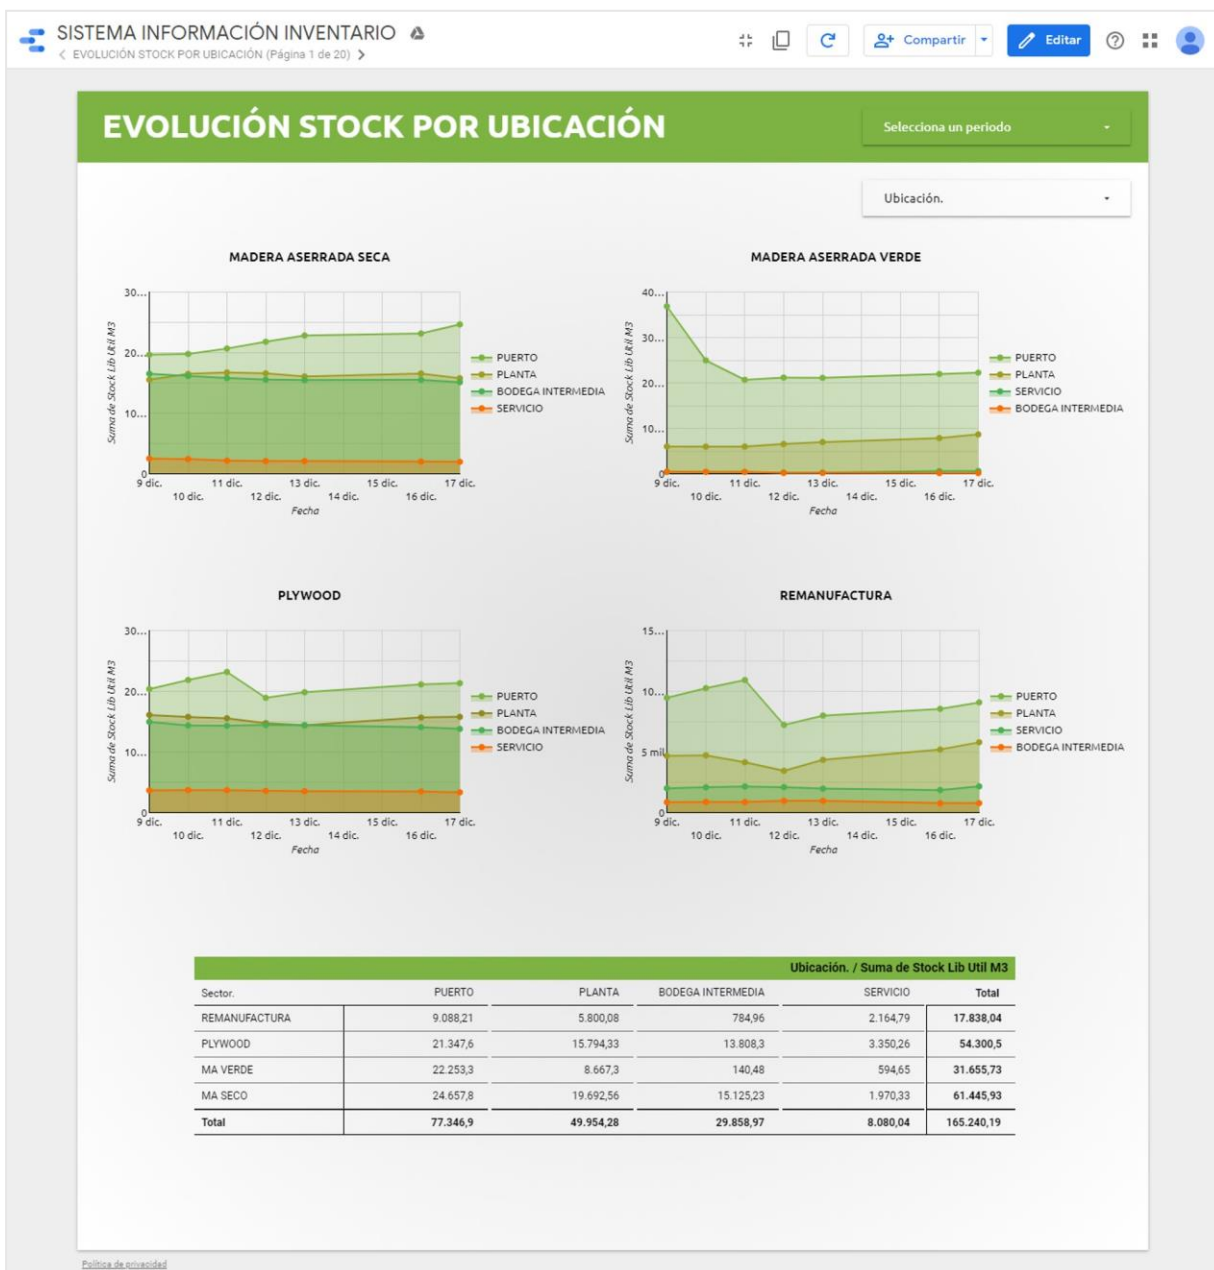 SISTEMA INFORMACIÓN INVENTARIO
EVOLUCIÓN STOCK POR UBICACIÓN (Página 1 de 20)
Compartir
Editar
EVOLUCIÓN STOCK POR UBICACIÓN
Selecciona un periodo
Ubicación.
MADERA ASERRADA SECA
30...
20...
10...
0
Suma de Stock Lib Util M3
9 dic.
10 dic.
11 dic.
12 dic.
13 dic.
14 dic.
15 dic.
16 dic.
17 dic.
Fecha
PUERTO
PLANTA
BODEGA INTERMEDIA
SERVICIO
MADERA ASERRADA VERDE
40...
30...
20...
10...
0
Suma de Stock Lib Util M3
9 dic.
10 dic.
11 dic.
12 dic.
13 dic.
14 dic.
15 dic.
16 dic.
17 dic.
Fecha
PUERTO
PLANTA
SERVICIO
BODEGA INTERMEDIA
PLYWOOD
30...
20...
10...
0
Suma de Stock Lib Util M3
9 dic.
10 dic.
11 dic.
12 dic.
13 dic.
14 dic.
15 dic.
16 dic.
17 dic.
Fecha
PUERTO
PLANTA
BODEGA INTERMEDIA
SERVICIO
REMANUFACTURA
15...
10...
5 mil
0
Suma de Stock Lib Util M3
9 dic.
10 dic.
11 dic.
12 dic.
13 dic.
14 dic.
15 dic.
16 dic.
17 dic.
Fecha
PUERTO
PLANTA
SERVICIO
BODEGA INTERMEDIA
Ubicación. / Suma de Stock Lib Util M3
Sector. PUERTO PLANTA BODEGA INTERMEDIA SERVICIO Total
REMANUFACTURA 9.088,21 5.800,08 784,96 2.164,79 17.838,04
PLYWOOD 21.347,6 15.794,33 13.808,3 3.350,26 54.300,5
MA VERDE 22.253,3 8.667,3 140,48 594,65 31.655,73
MA SECO 24.657,8 19.692,56 15.125,23 1.970,33 61.445,93
Total 77.346,9 49.954,28 29.858,97 8.080,04 165.240,19
Política de privacidad